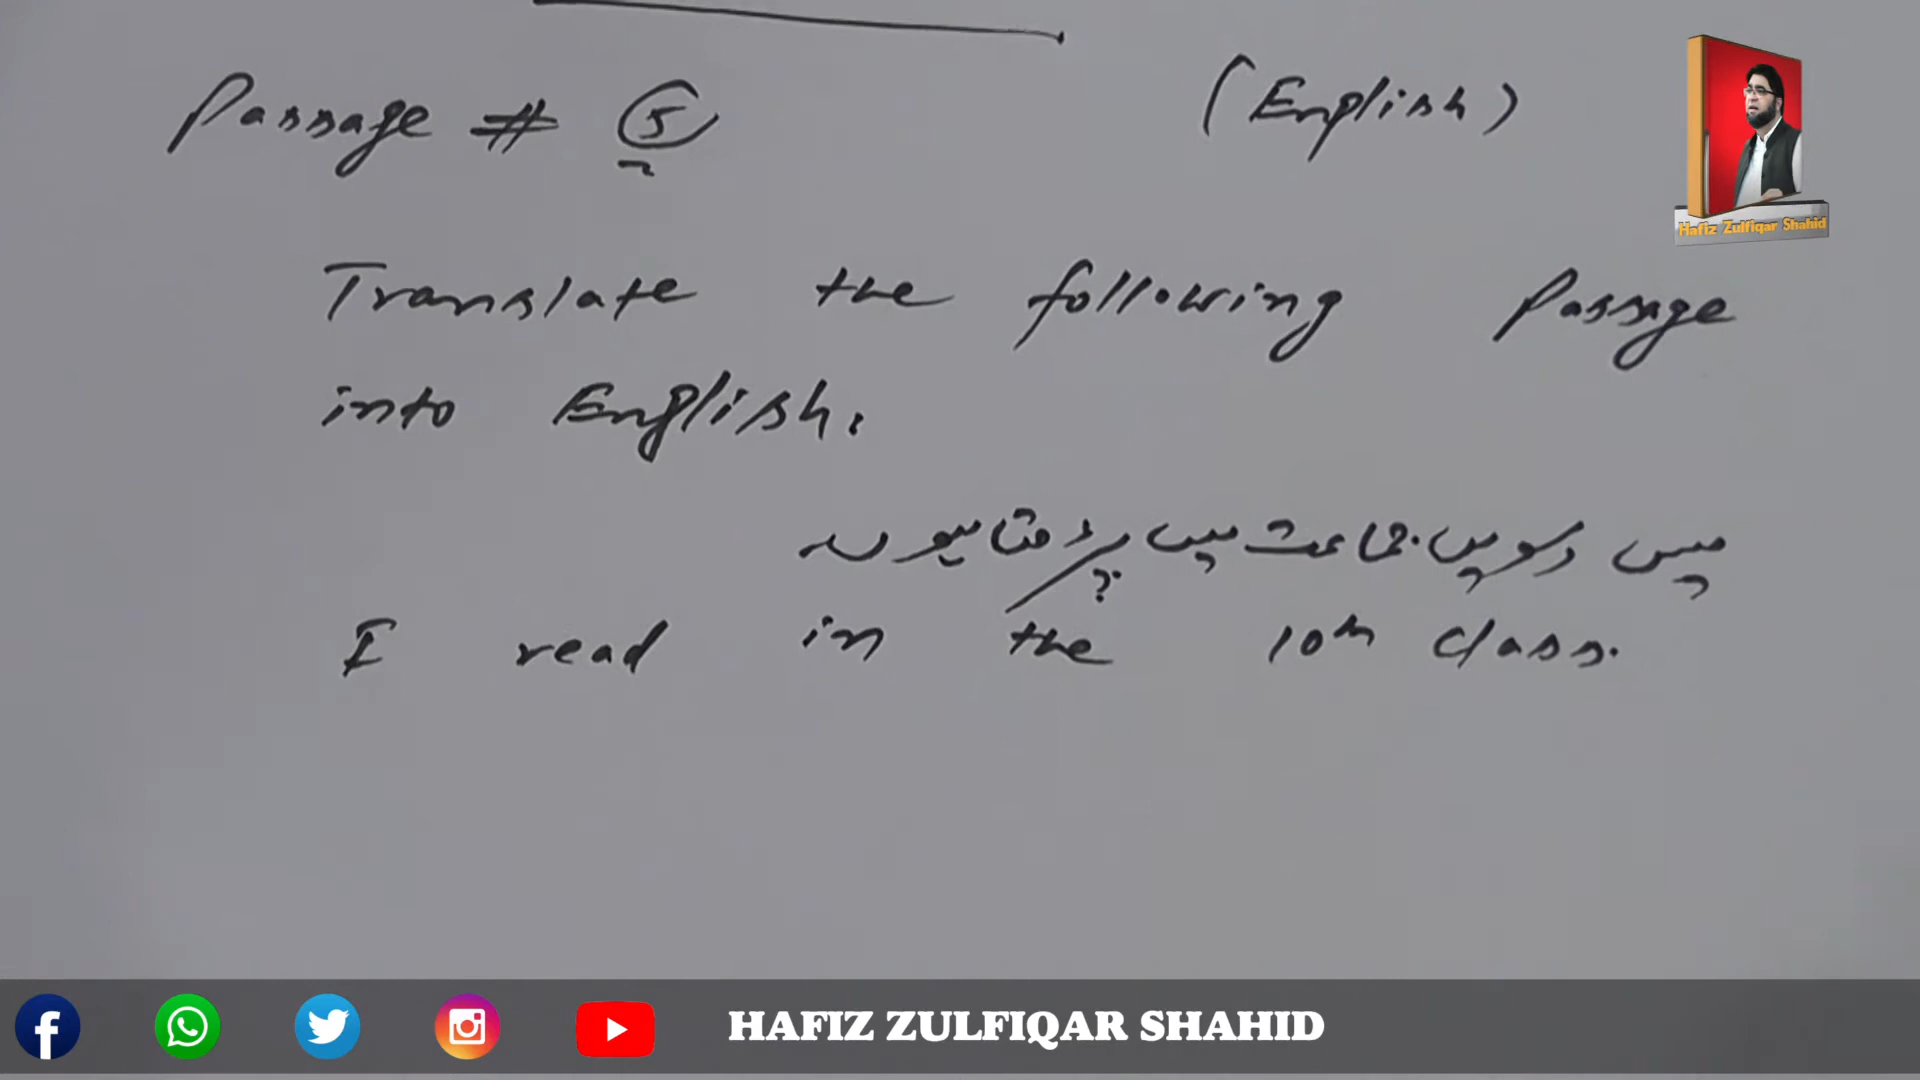 Passage # 5
(English)
Hafiz Zulfiqar Shahid
Translate the following Passage
into English.
میں دسویں جماعت میں پڑھتا ہوں
I read in the 10th class.
HAFIZ ZULFIQAR SHAHID